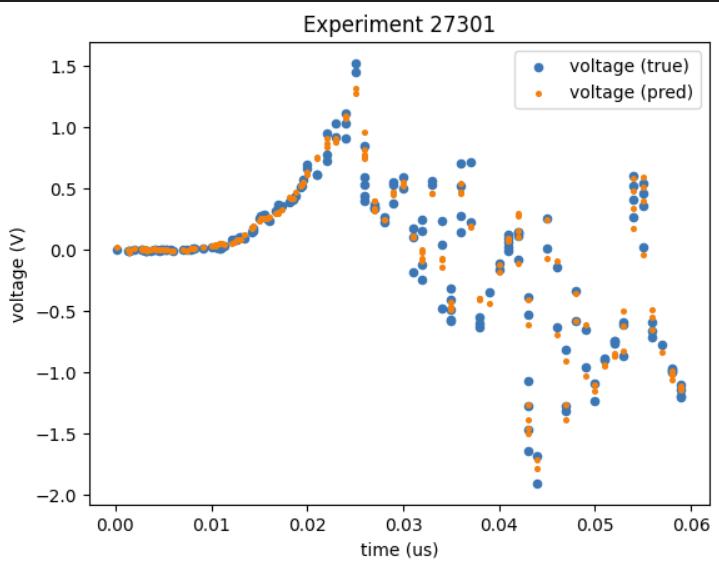 Experiment 27301
voltage (true)
voltage (pred)
voltage (V)
1.5
1.0
0.5
0.0
−0.5
−1.0
−1.5
−2.0
0.00 0.01 0.02 0.03 0.04 0.05 0.06
time (us)